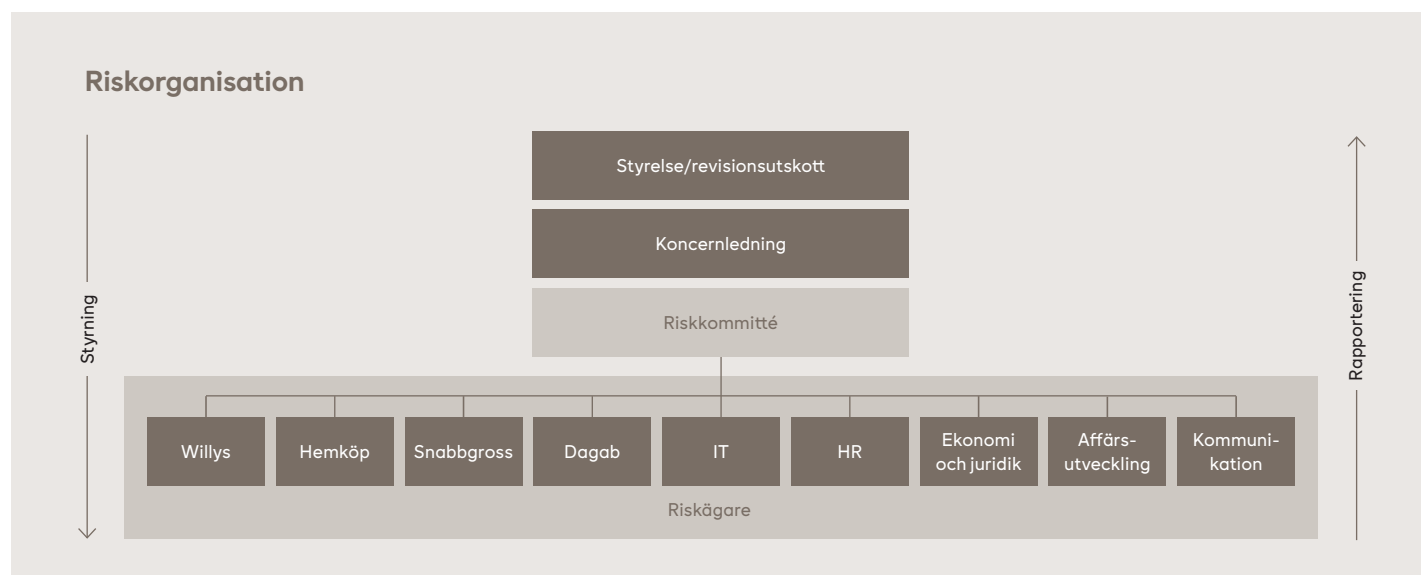 Riskorganisation
Styrelse/revisionsutskott
Koncernledning
Riskkommitté
Styrning
Rapportering
Willys
Hemköp
Snabbgross
Dagab
IT
HR
Ekonomi
och juridik
Affärs-
utveckling
Kommuni-
kation
Riskägare